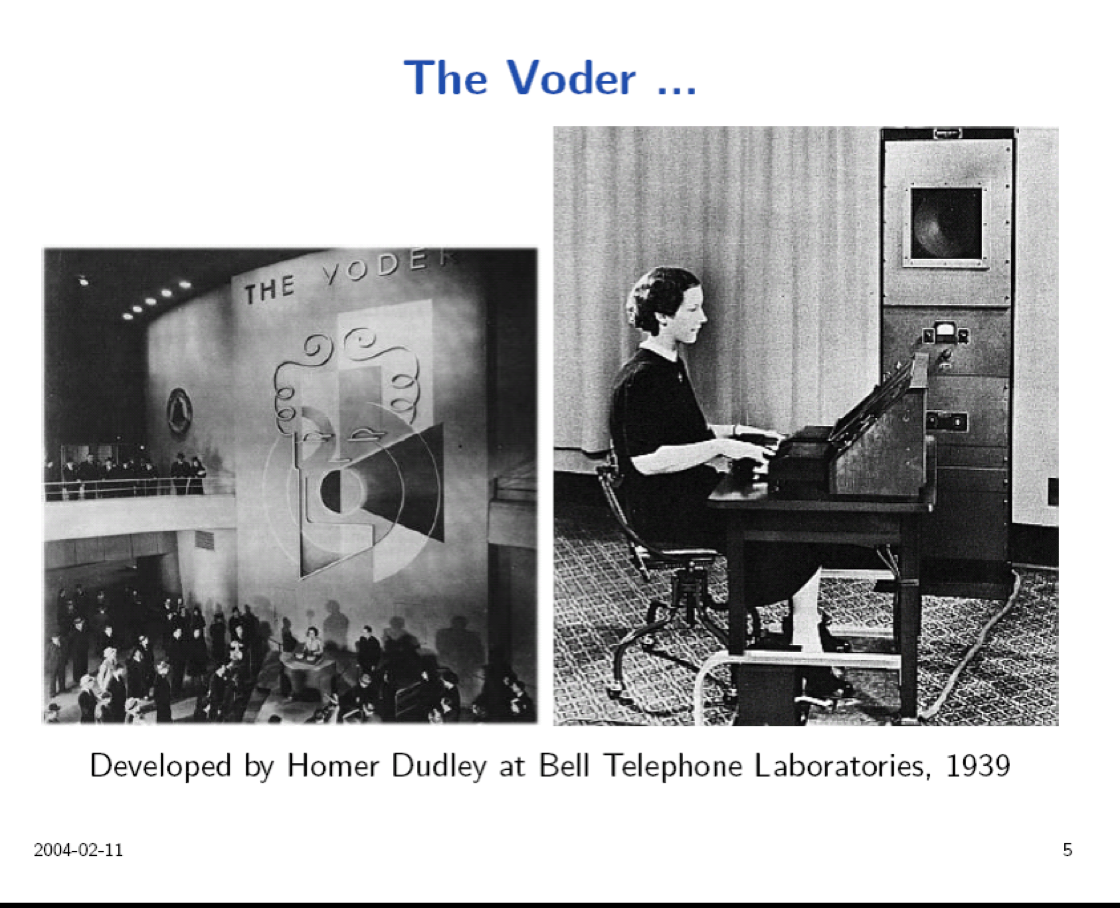 The Voder ...
THE VODER
Developed by Homer Dudley at Bell Telephone Laboratories, 1939
2004-02-11
5